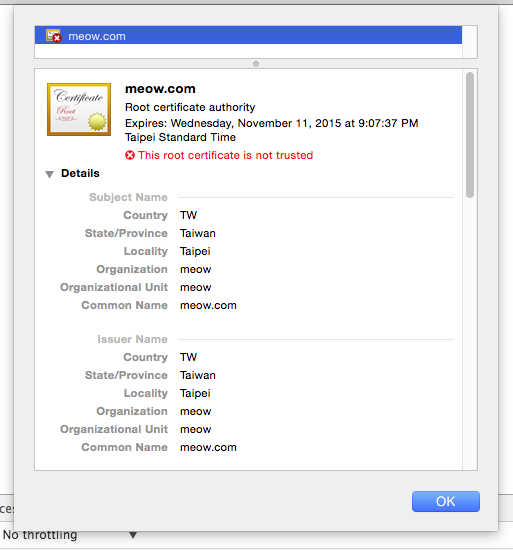 meow.com
Certificate
Root
meow.com
Root certificate authority
Expires: Wednesday, November 11, 2015 at 9:07:37 PM
Taipei Standard Time
This root certificate is not trusted
Details
Subject Name
Country TW
State/Province Taiwan
Locality Taipei
Organization meow
Organizational Unit meow
Common Name meow.com
Issuer Name
Country TW
State/Province Taiwan
Locality Taipei
Organization meow
Organizational Unit meow
Common Name meow.com
OK
No throttling